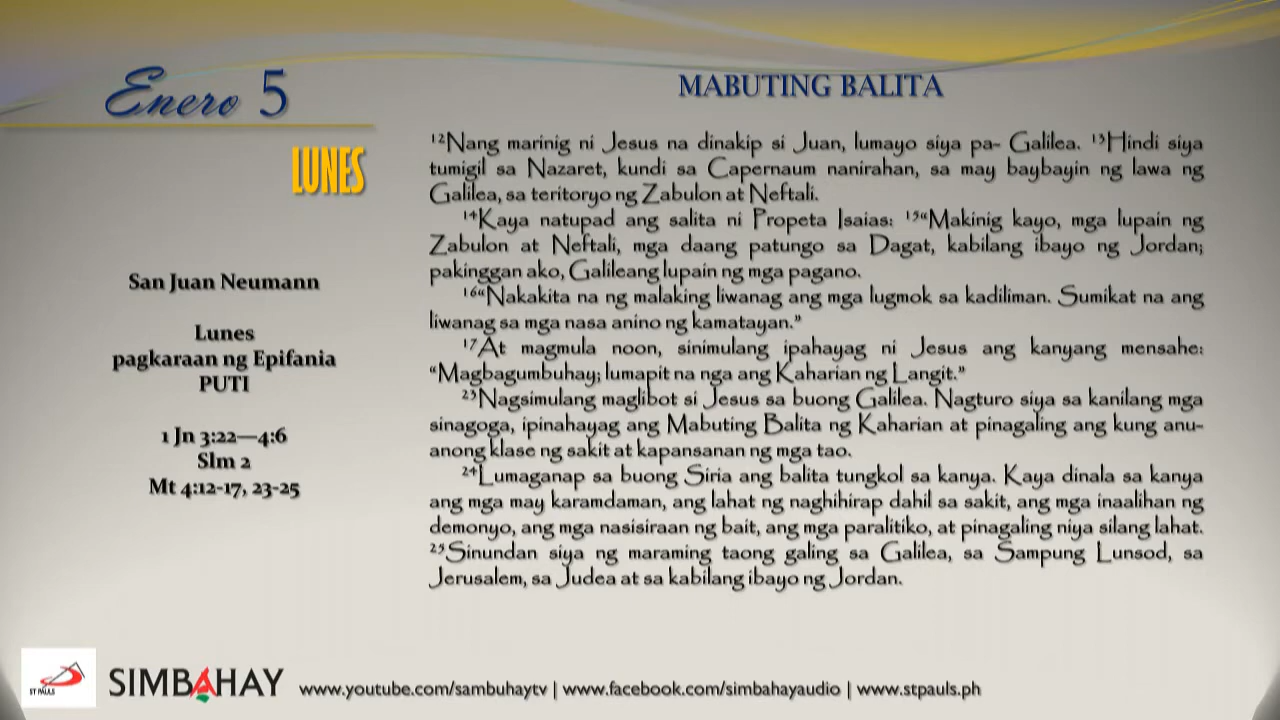 Enero 5
LUNES
San Juan Neumann
Lunes
pagkaraan ng Epifania
PUTI
1 Jn 3:22—4:6
Slm 2
Mt 4:12-17, 23-25
MABUTING BALITA
¹²Nang marinig ni Jesus na dinakip si Juan, lumayo siya pa- Galilea. ¹³Hindi siya
tumigil sa Nazaret, kundi sa Capernaum nanirahan, sa may baybayin ng lawa ng
Galilea, sa teritoryo ng Zabulon at Neftali.
¹⁴Kaya natupad ang salita ni Propeta Isaias: ¹⁵“Makinig kayo, mga lupain ng
Zabulon at Neftali, mga daang patungo sa Dagat, kabilang ibayo ng Jordan;
pakinggan ako, Galileang lupain ng mga pagano.
¹⁶“Nakakita na ng malaking liwanag ang mga lugmok sa kadiliman. Sumikat na ang
liwanag sa mga nasa anino ng kamatayan.”
¹⁷At magmula noon, sinimulang ipahayag ni Jesus ang kanyang mensahe:
“Magbagumbuhay; lumapit na nga ang Kaharian ng Langit.”
²³Nagsimulang maglibot si Jesus sa buong Galilea. Nagturo siya sa kanilang mga
sinagoga, ipinahayag ang Mabuting Balita ng Kaharian at pinagaling ang kung anu-
anong klase ng sakit at kapansanan ng mga tao.
²⁴Lumaganap sa buong Siria ang balita tungkol sa kanya. Kaya dinala sa kanya
ang mga may karamdaman, ang lahat ng naghihirap dahil sa sakit, ang mga inaalihan ng
demonyo, ang mga nasisiraan ng bait, ang mga paralitiko, at pinagaling niya silang lahat.
²⁵Sinundan siya ng maraming taong galing sa Galilea, sa Sampung Lunsod, sa
Jerusalem, sa Judea at sa kabilang ibayo ng Jordan.
ST PAULS
SIMBAHAY
www.youtube.com/sambuhaytv | www.facebook.com/simbahayaudio | www.stpauls.ph